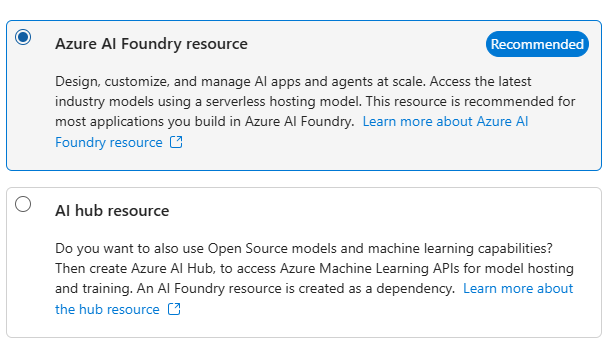 Azure AI Foundry resource
Recommended
Design, customize, and manage AI apps and agents at scale. Access the latest
industry models using a serverless hosting model. This resource is recommended for
most applications you build in Azure AI Foundry. Learn more about Azure AI
Foundry resource
AI hub resource
Do you want to also use Open Source models and machine learning capabilities?
Then create Azure AI Hub, to access Azure Machine Learning APIs for model hosting
and training. An AI Foundry resource is created as a dependency. Learn more about
the hub resource